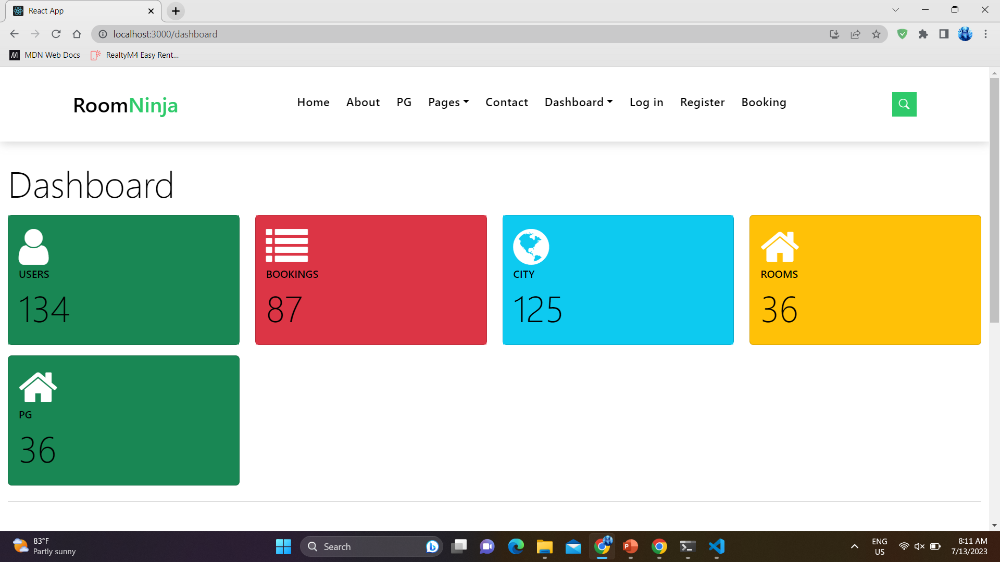 React App
localhost:3000/dashboard
MDN Web Docs RealtyM4 Easy Rent...
RoomNinja Home About PG Pages Contact Dashboard Log in Register Booking
Dashboard
USERS
134
BOOKINGS
87
CITY
125
ROOMS
36
PG
36
83°F
Partly sunny
Search
ENG
US
8:11 AM
7/13/2023